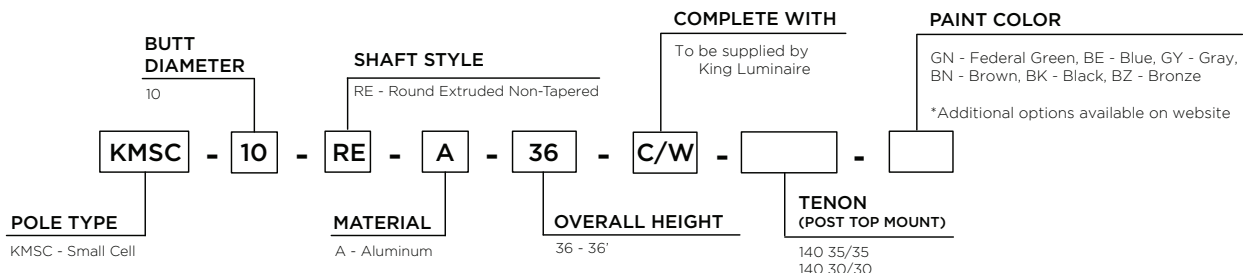 COMPLETE WITH
To be supplied by
King Luminaire
PAINT COLOR
GN - Federal Green, BE - Blue, GY - Gray,
BN - Brown, BK - Black, BZ - Bronze
*Additional options available on website
BUTT
DIAMETER
10
SHAFT STYLE
RE - Round Extruded Non-Tapered
KMSC - 10 - RE - A - 36 - C/W - -
POLE TYPE
KMSC - Small Cell
MATERIAL
A - Aluminum
OVERALL HEIGHT
36 - 36'
TENON
(POST TOP MOUNT)
140 35/35
140 30/30